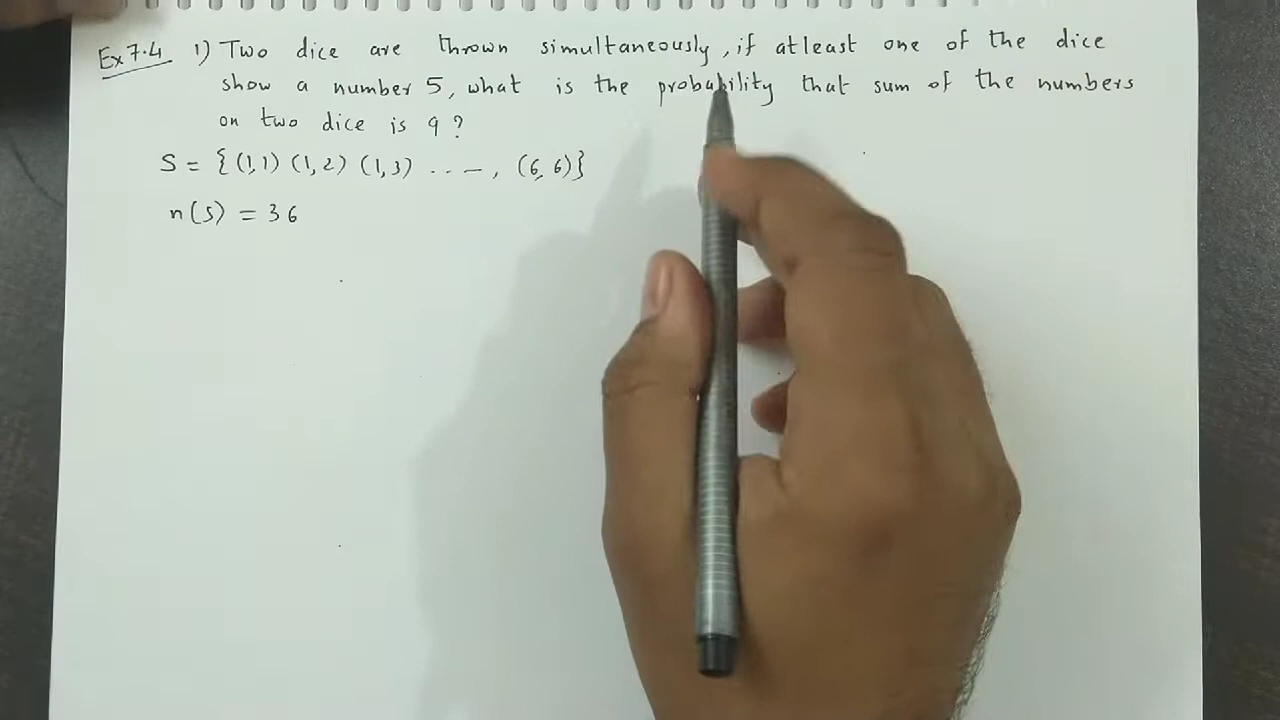 Ex 7.4 1) Two dice are thrown simultaneously, if atleast one of the dice
show a number 5, what is the probability that sum of the numbers
on two dice is 9?
S = {(1,1) (1,2) (1,3) ..-, (6,6)}
n(S) = 36